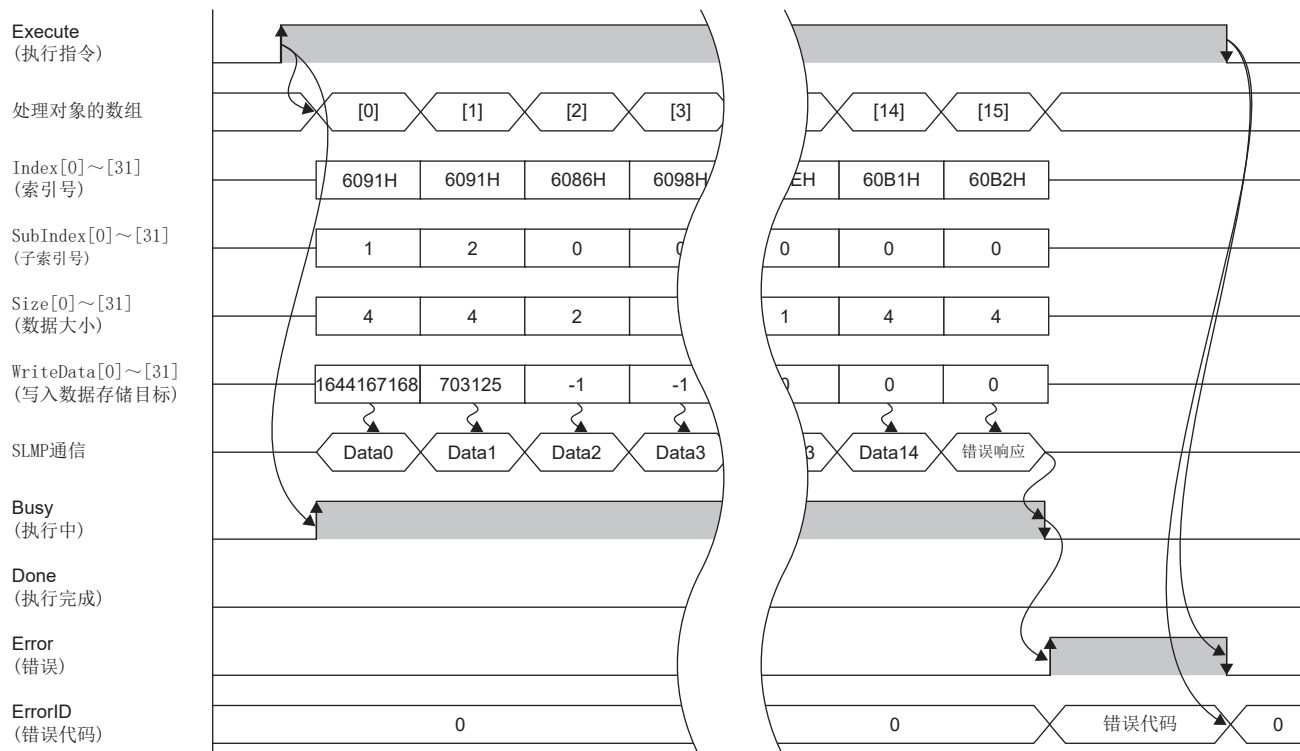 Execute
(执行指令)
处理对象的数组
[0] [1] [2] [3] [14] [15]
Index[0]～[31]
(索引号)
6091H 6091H 6086H 6098H EH 60B1H 60B2H
SubIndex[0]～[31]
(子索引号)
1 2 0 0 0 0 0
Size[0]～[31]
(数据大小)
4 4 2 1 4 4
WriteData[0]～[31]
(写入数据存储目标)
1644167168 703125 -1 -1 0 0 0
SLMP通信
Data0 Data1 Data2 Data3 3 Data14 错误响应
Busy
(执行中)
Done
(执行完成)
Error
(错误)
ErrorID
(错误代码)
0 0 错误代码 0